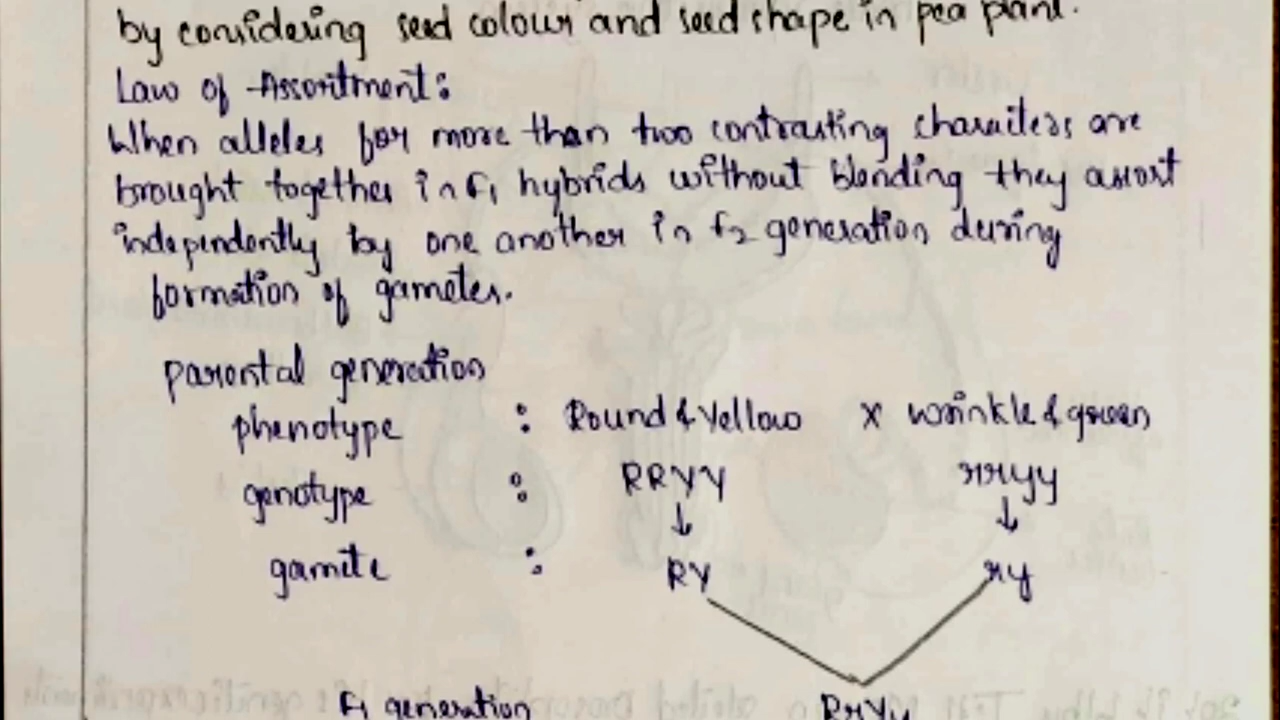 by considering seed colour and seed shape in pea plant.
Law of Assortment:
When alleles for more than two contrasting charaiters are
brought together in F1 hybrids without blending they assort
independently by one another in f2 generation during
formation of gametes.
parental generation
phenotype : Round & Yellow x wrinkle & green
genotype : RRYY rryy
gamete : RY ry
F1 generation RrYy